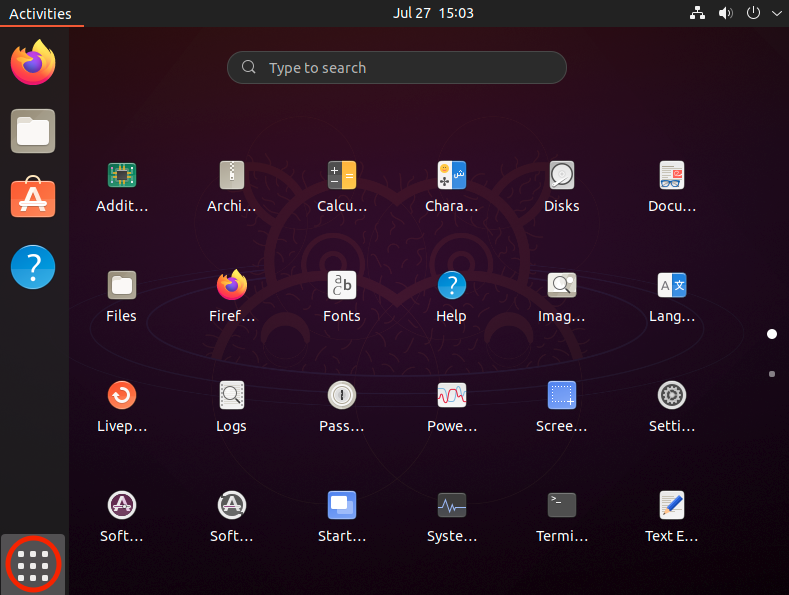 Activities
Jul 27 15:03
Type to search
Addit...
Archi...
Calcu...
Chara...
Disks
Docu...
Files
Firef...
Fonts
Help
Imag...
Lang...
Livep...
Logs
Pass...
Powe...
Scree...
Setti...
Soft...
Soft...
Start...
Syste...
Termi...
Text E...